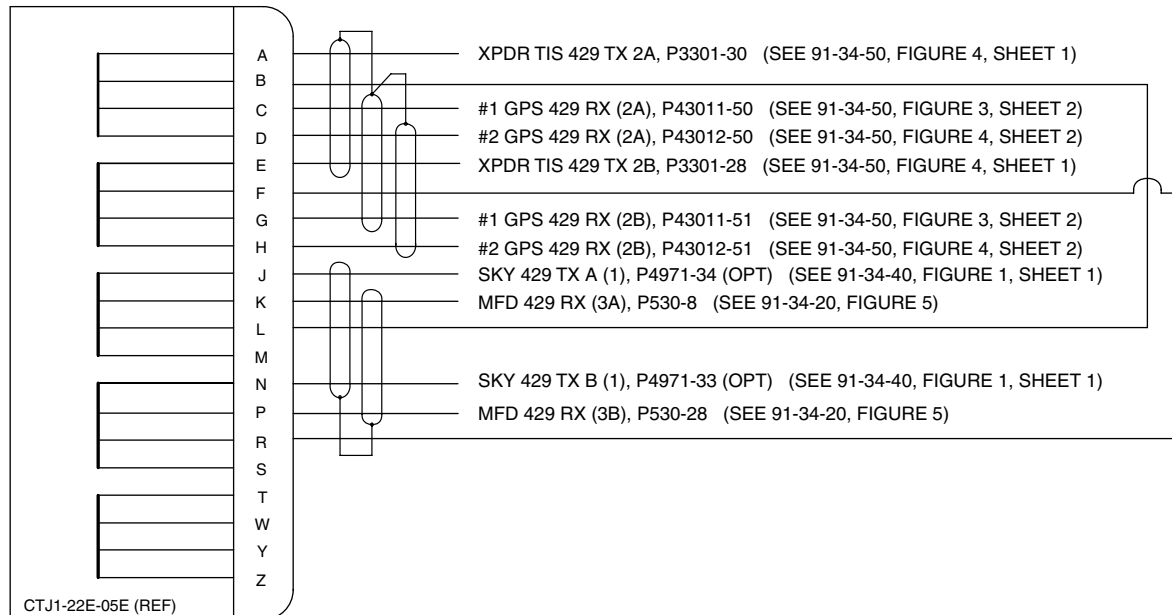 A XPDR TIS 429 TX 2A, P3301-30 (SEE 91-34-50, FIGURE 4, SHEET 1)
B
C #1 GPS 429 RX (2A), P43011-50 (SEE 91-34-50, FIGURE 3, SHEET 2)
D #2 GPS 429 RX (2A), P43012-50 (SEE 91-34-50, FIGURE 4, SHEET 2)
E XPDR TIS 429 TX 2B, P3301-28 (SEE 91-34-50, FIGURE 4, SHEET 1)
F
G #1 GPS 429 RX (2B), P43011-51 (SEE 91-34-50, FIGURE 3, SHEET 2)
H #2 GPS 429 RX (2B), P43012-51 (SEE 91-34-50, FIGURE 4, SHEET 2)
J SKY 429 TX A (1), P4971-34 (OPT) (SEE 91-34-40, FIGURE 1, SHEET 1)
K MFD 429 RX (3A), P530-8 (SEE 91-34-20, FIGURE 5)
L
M
N SKY 429 TX B (1), P4971-33 (OPT) (SEE 91-34-40, FIGURE 1, SHEET 1)
P MFD 429 RX (3B), P530-28 (SEE 91-34-20, FIGURE 5)
R
S
T
W
Y
Z
CTJ1-22E-05E (REF)